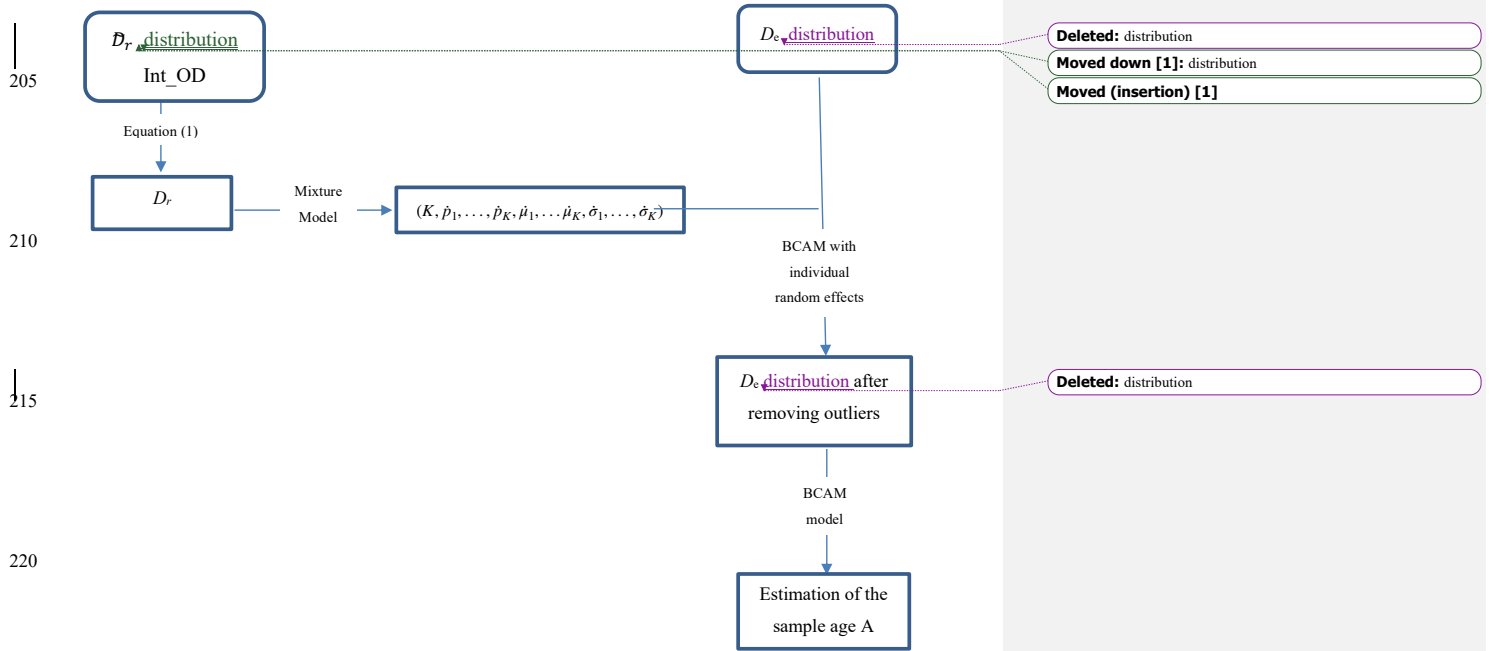 D̃r distribution
Int_OD
De distribution
Deleted: distribution
Moved down [1]: distribution
Moved (insertion) [1]
205
Equation (1)
Dr
Mixture
Model
(K, ṗ1, . . . , ṗK, μ̇1, . . . μ̇K, σ̇1, . . . , σ̇K)
210
BCAM with
individual
random effects
De distribution after
removing outliers
Deleted: distribution
215
BCAM
model
220
Estimation of the
sample age A